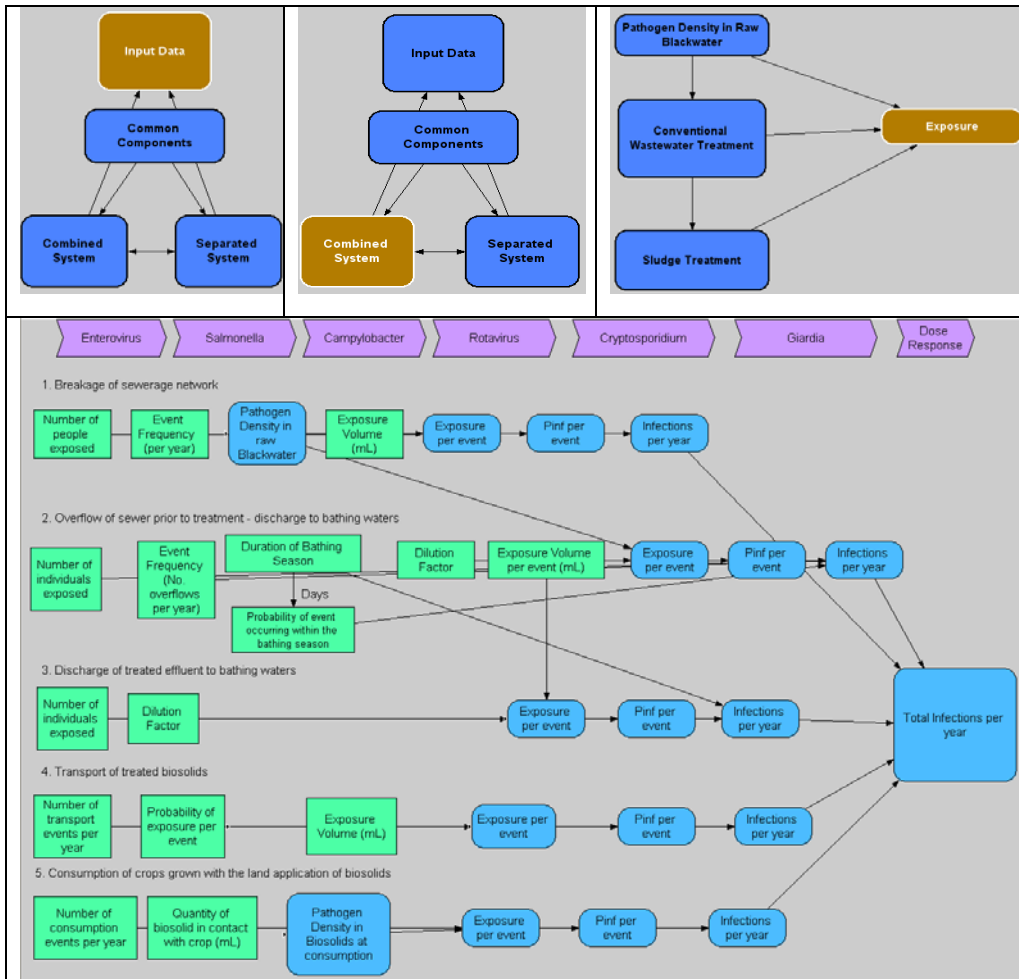 Input Data
Common
Components
Combined
System
Separated
System
Input Data
Common
Components
Combined
System
Separated
System
Pathogen Density in Raw
Blackwater
Conventional
Wastewater Treatment
Exposure
Sludge Treatment
Enterovirus
Salmonella
Campylobacter
Rotavirus
Cryptosporidium
Giardia
Dose
Response
1. Breakage of sewerage network
Number of
people
exposed
Event
Frequency
(per year)
Pathogen
Density in
raw
Blackwater
Exposure
Volume
(mL)
Exposure
per event
Pinf per
event
Infections
per year
2. Overflow of sewer prior to treatment - discharge to bathing waters
Number of
individuals
exposed
Event
Frequency
(No.
overflows
per year)
Duration of Bathing
Season
Days
Probability of event
occurring within the
bathing season
Dilution
Factor
Exposure Volume
per event (mL)
Exposure
per event
Pinf per
event
Infections
per year
3. Discharge of treated effluent to bathing waters
Number of
individuals
exposed
Dilution
Factor
Exposure
per event
Pinf per
event
Infections
per year
Total Infections per
year
4. Transport of treated biosolids
Number of
transport
events per
year
Probability of
exposure per
event
Exposure
Volume (mL)
Exposure per
event
Pinf per
event
Infections
per year
5. Consumption of crops grown with the land application of biosolids
Number of
consumption
events per year
Quantity of
biosolid in contact
with crop (mL)
Pathogen
Density in
Biosolids at
consumption
Exposure
per event
Pinf per
event
Infections
per year